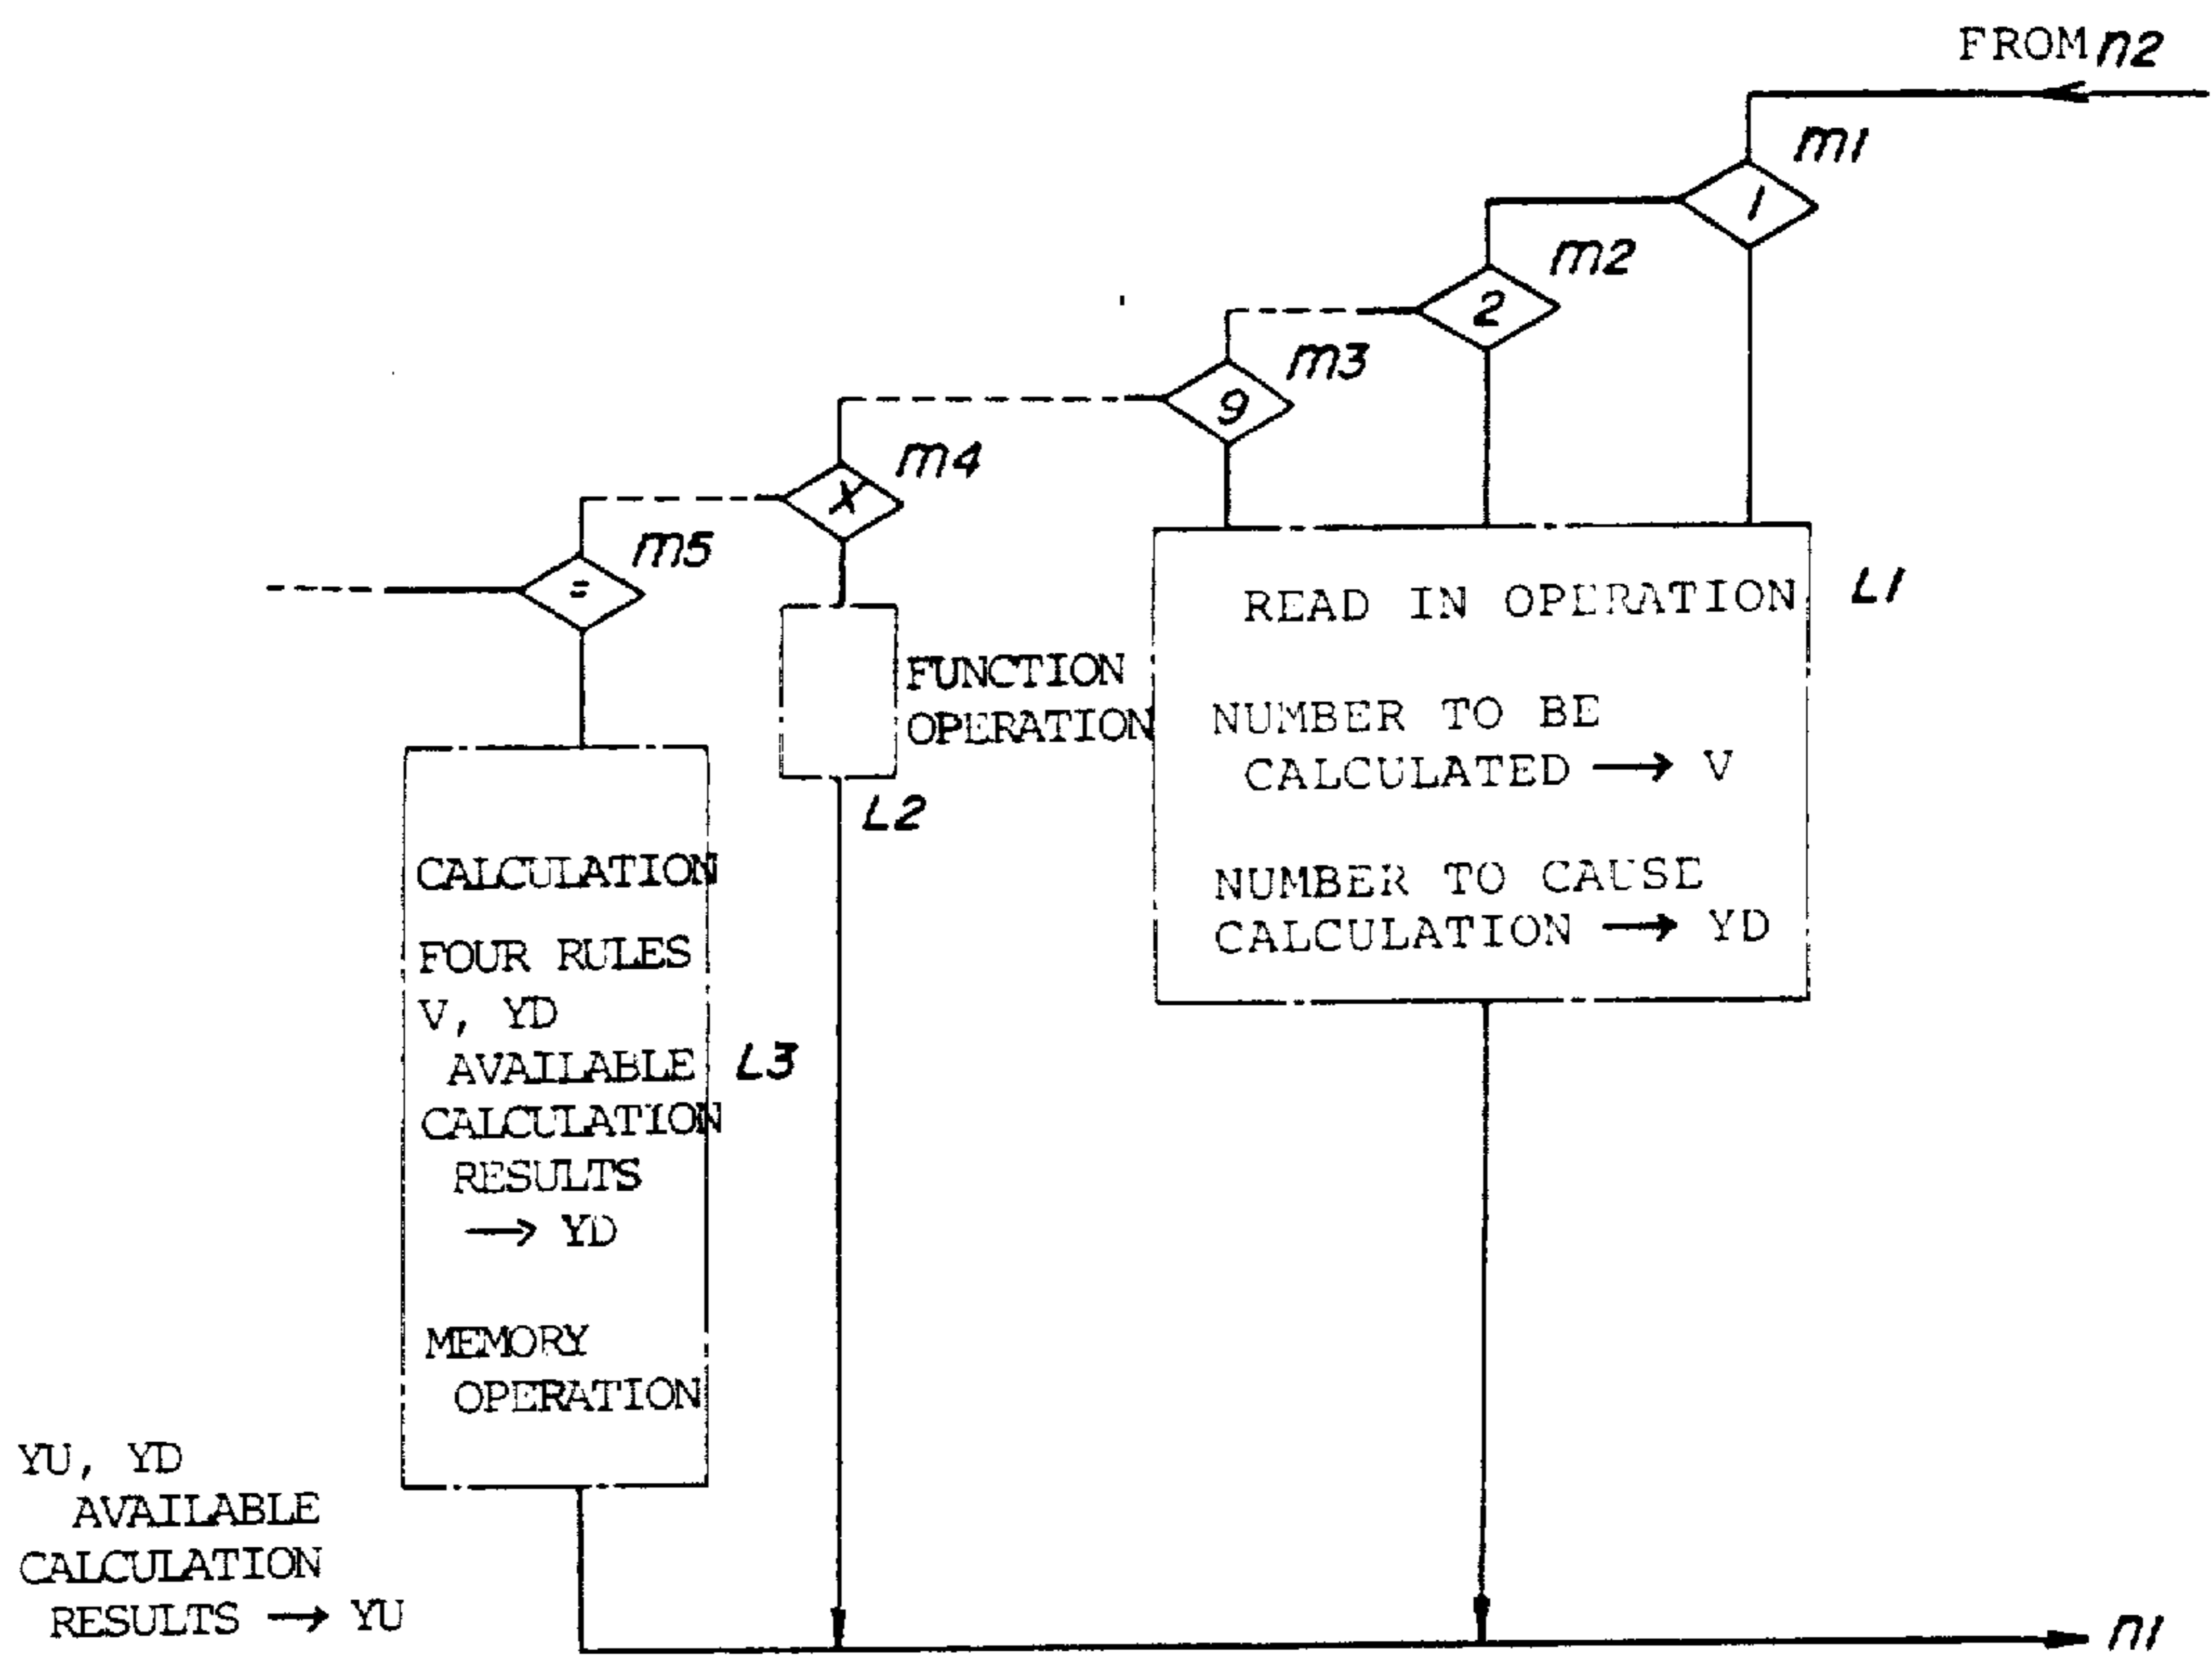 FROM n2
m1
1
m2
2
m3
9
m4
X
m5
=
READ IN OPERATION
L1
NUMBER TO BE
CALCULATED → V
NUMBER TO CAUSE
CALCULATION → YD
FUNCTION
OPERATION
L2
CALCULATION
FOUR RULES
V, YD
AVAILABLE
CALCULATION
RESULTS
→ YD
L3
MEMORY
OPERATION
YU, YD
AVAILABLE
CALCULATION
RESULTS → YU
n1